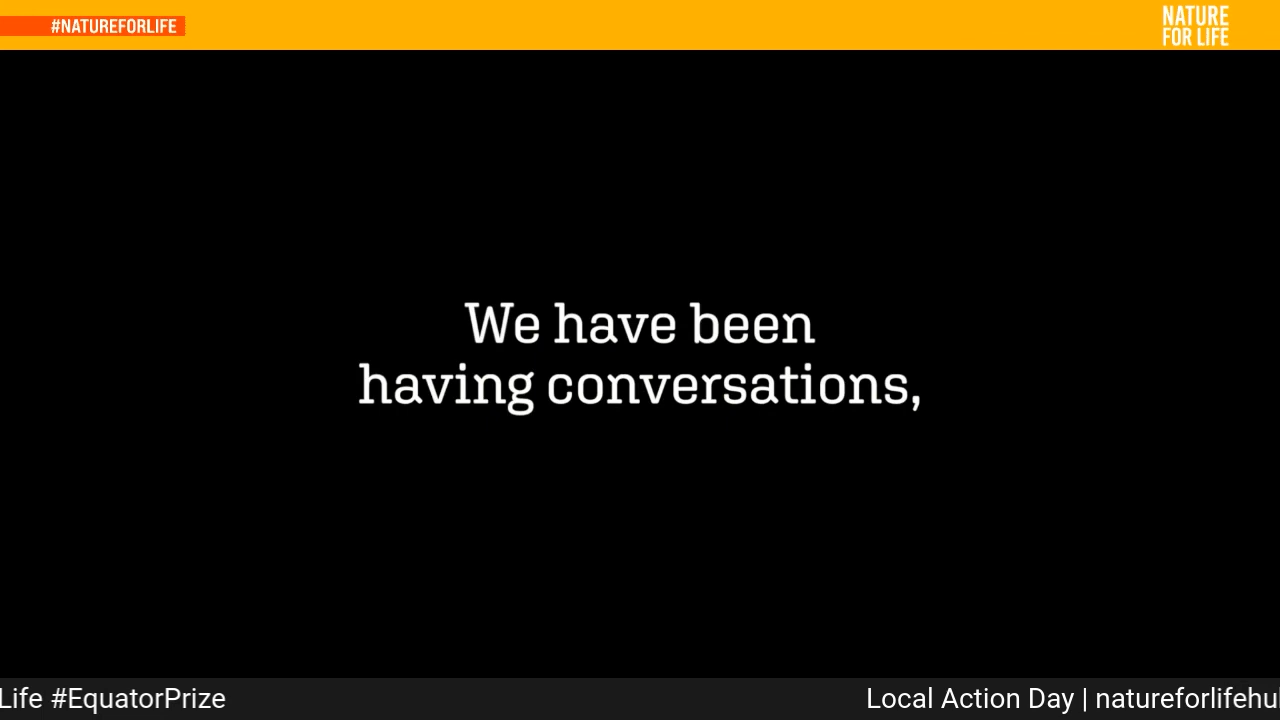 #NATUREFORLIFE
NATURE
FOR LIFE
We have been
having conversations,
Life #EquatorPrize
Local Action Day | natureforlifehu